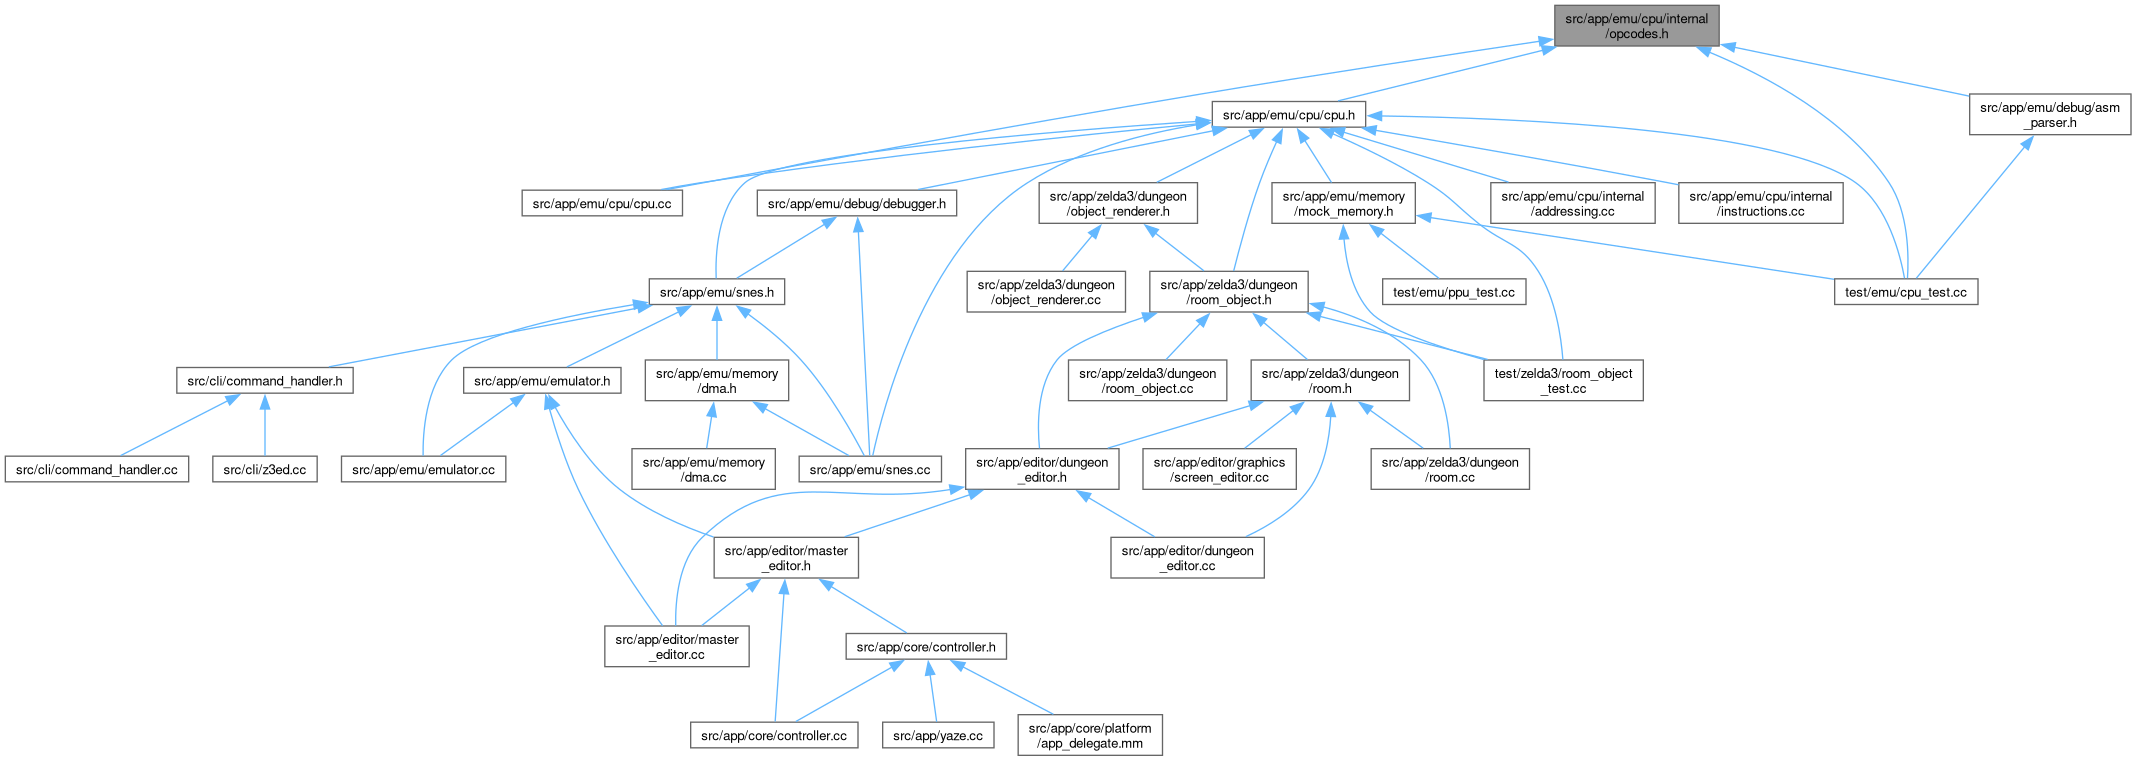 src/app/emu/cpu/internal
/opcodes.h
src/app/emu/cpu/cpu.h
src/app/emu/debug/asm
_parser.h
src/app/emu/cpu/cpu.cc
src/app/emu/debug/debugger.h
src/app/zelda3/dungeon
/object_renderer.h
src/app/emu/memory
/mock_memory.h
src/app/emu/cpu/internal
/addressing.cc
src/app/emu/cpu/internal
/instructions.cc
src/app/emu/snes.h
src/app/zelda3/dungeon
/object_renderer.cc
src/app/zelda3/dungeon
/room_object.h
test/emu/ppu_test.cc
test/emu/cpu_test.cc
src/cli/command_handler.h
src/app/emu/emulator.h
src/app/emu/memory
/dma.h
src/app/zelda3/dungeon
/room_object.cc
src/app/zelda3/dungeon
/room.h
test/zelda3/room_object
_test.cc
src/cli/command_handler.cc
src/cli/z3ed.cc
src/app/emu/emulator.cc
src/app/emu/memory
/dma.cc
src/app/emu/snes.cc
src/app/editor/dungeon
_editor.h
src/app/editor/graphics
/screen_editor.cc
src/app/zelda3/dungeon
/room.cc
src/app/editor/master
_editor.h
src/app/editor/dungeon
_editor.cc
src/app/editor/master
_editor.cc
src/app/core/controller.h
src/app/core/controller.cc
src/app/yaze.cc
src/app/core/platform
/app_delegate.mm